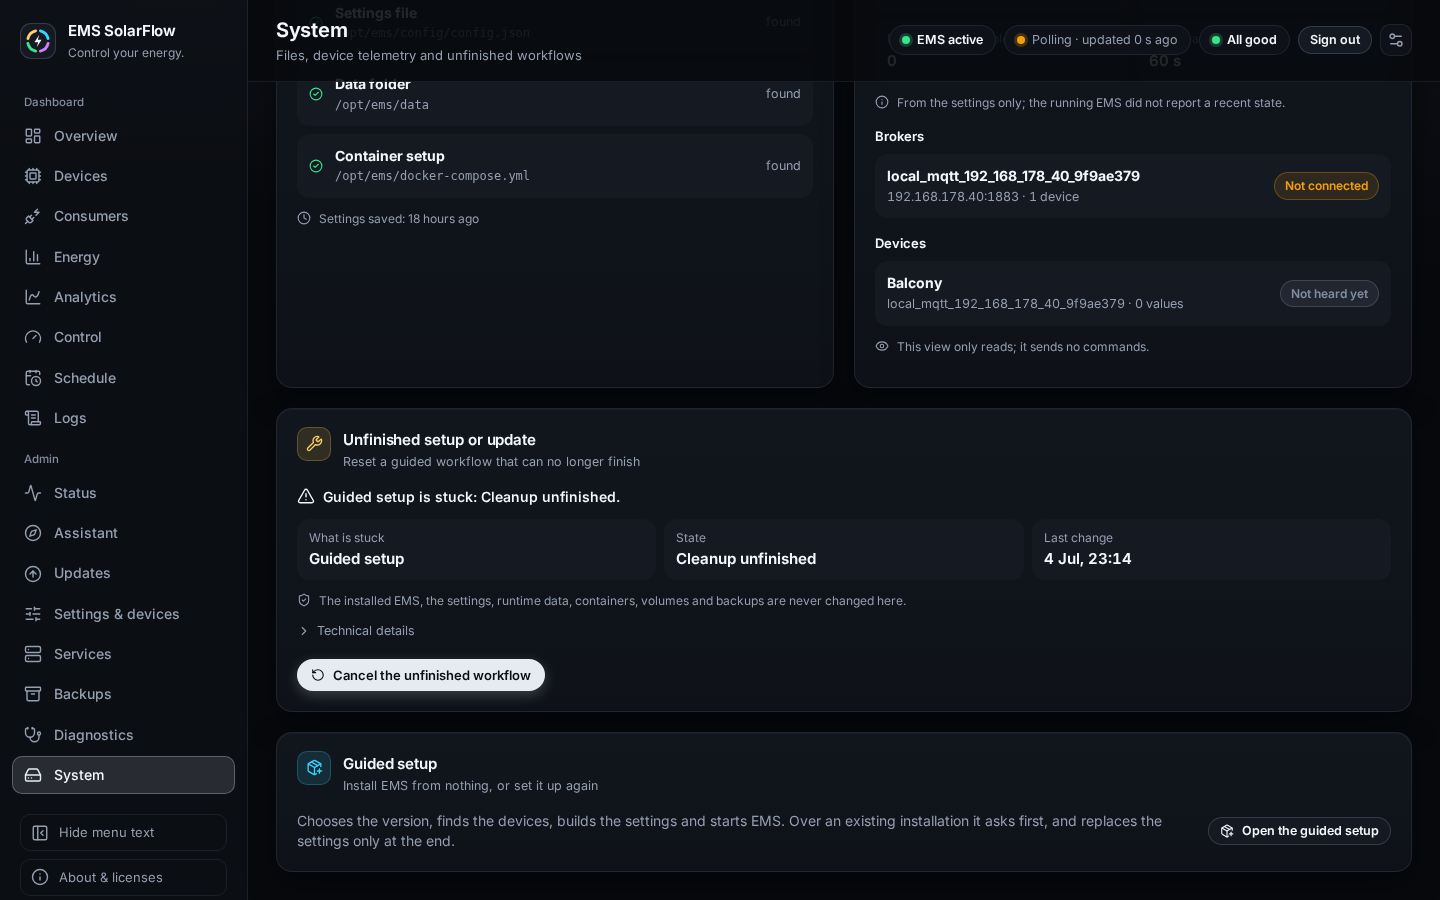 EMS SolarFlow
Control your energy.
Dashboard
Overview
Devices
Consumers
Energy
Analytics
Control
Schedule
Logs
Admin
Status
Assistant
Updates
Settings & devices
Services
Backups
Diagnostics
System
Hide menu text
About & licenses
System
Files, device telemetry and unfinished workflows
EMS active
Polling · updated 0 s ago
All good
Sign out
Settings file
/opt/ems/config/config.json
found
Data folder
/opt/ems/data
found
Container setup
/opt/ems/docker-compose.yml
found
Settings saved: 18 hours ago
0
60 s
From the settings only; the running EMS did not report a recent state.
Brokers
local_mqtt_192_168_178_40_9f9ae379
192.168.178.40:1883 · 1 device
Not connected
Devices
Balcony
local_mqtt_192_168_178_40_9f9ae379 · 0 values
Not heard yet
This view only reads; it sends no commands.
Unfinished setup or update
Reset a guided workflow that can no longer finish
Guided setup is stuck: Cleanup unfinished.
What is stuck
Guided setup
State
Cleanup unfinished
Last change
4 Jul, 23:14
The installed EMS, the settings, runtime data, containers, volumes and backups are never changed here.
Technical details
Cancel the unfinished workflow
Guided setup
Install EMS from nothing, or set it up again
Chooses the version, finds the devices, builds the settings and starts EMS. Over an existing installation it asks first, and replaces the
settings only at the end.
Open the guided setup